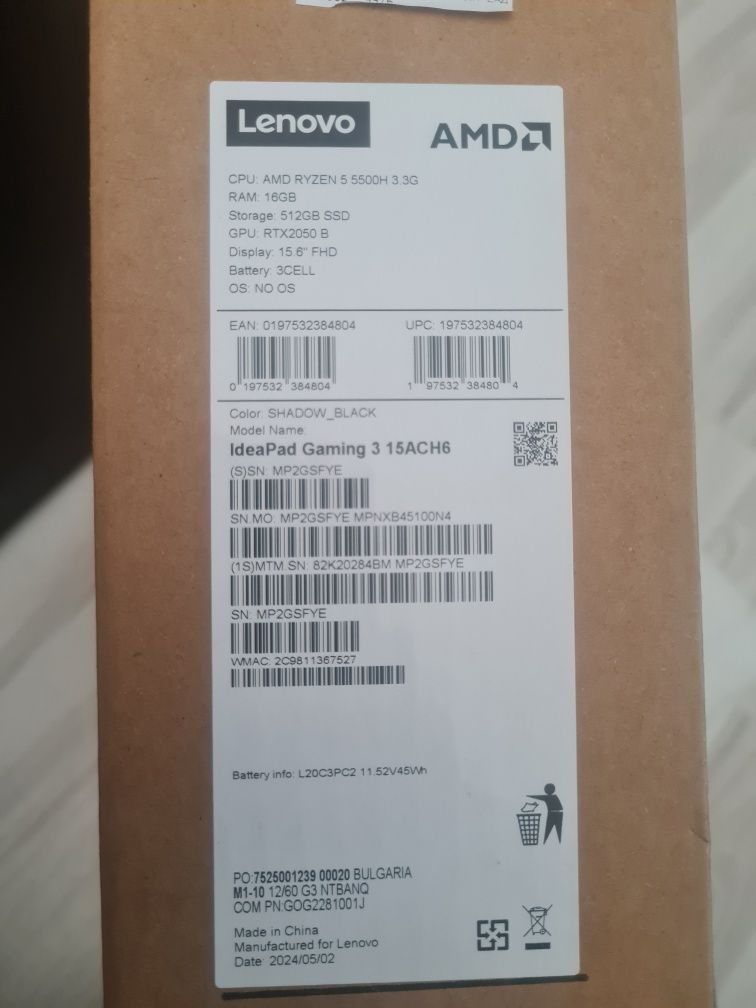 Lenovo
AMD
CPU: AMD RYZEN 5 5500H 3.3G
RAM: 16GB
Storage: 512GB SSD
GPU: RTX2050 B
Display: 15.6" FHD
Battery: 3CELL
OS: NO OS
EAN: 0197532384804 UPC: 197532384804
0 197532 384804 1 97532 38480 4
Color: SHADOW_BLACK
Model Name:
IdeaPad Gaming 3 15ACH6
(S)SN: MP2GSFYE
SN.MO: MP2GSFYE MPNXB45100N4
(1S)MTM.SN: 82K20284BM MP2GSFYE
SN: MP2GSFYE
WMAC: 2C9811367527
Battery info: L20C3PC2 11.52V45Wh
PO:7525001239 00020 BULGARIA
M1-10 12/60 G3 NTBANQ
COM PN:GOG2281001J
Made in China
Manufactured for Lenovo
Date: 2024/05/02